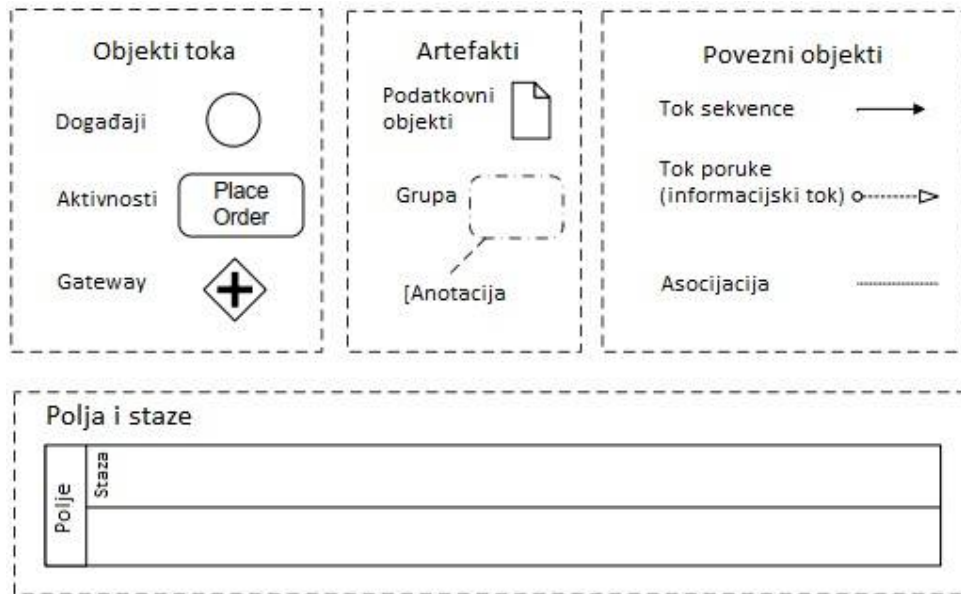 Objekti toka
Događaji
Aktivnosti
Place
Order
Gateway
Artefakti
Podatkovni
objekti
Grupa
[Anotacija
Povezni objekti
Tok sekvence
Tok poruke
(informacijski tok)
Asocijacija
Polja i staze
Polje
Staza